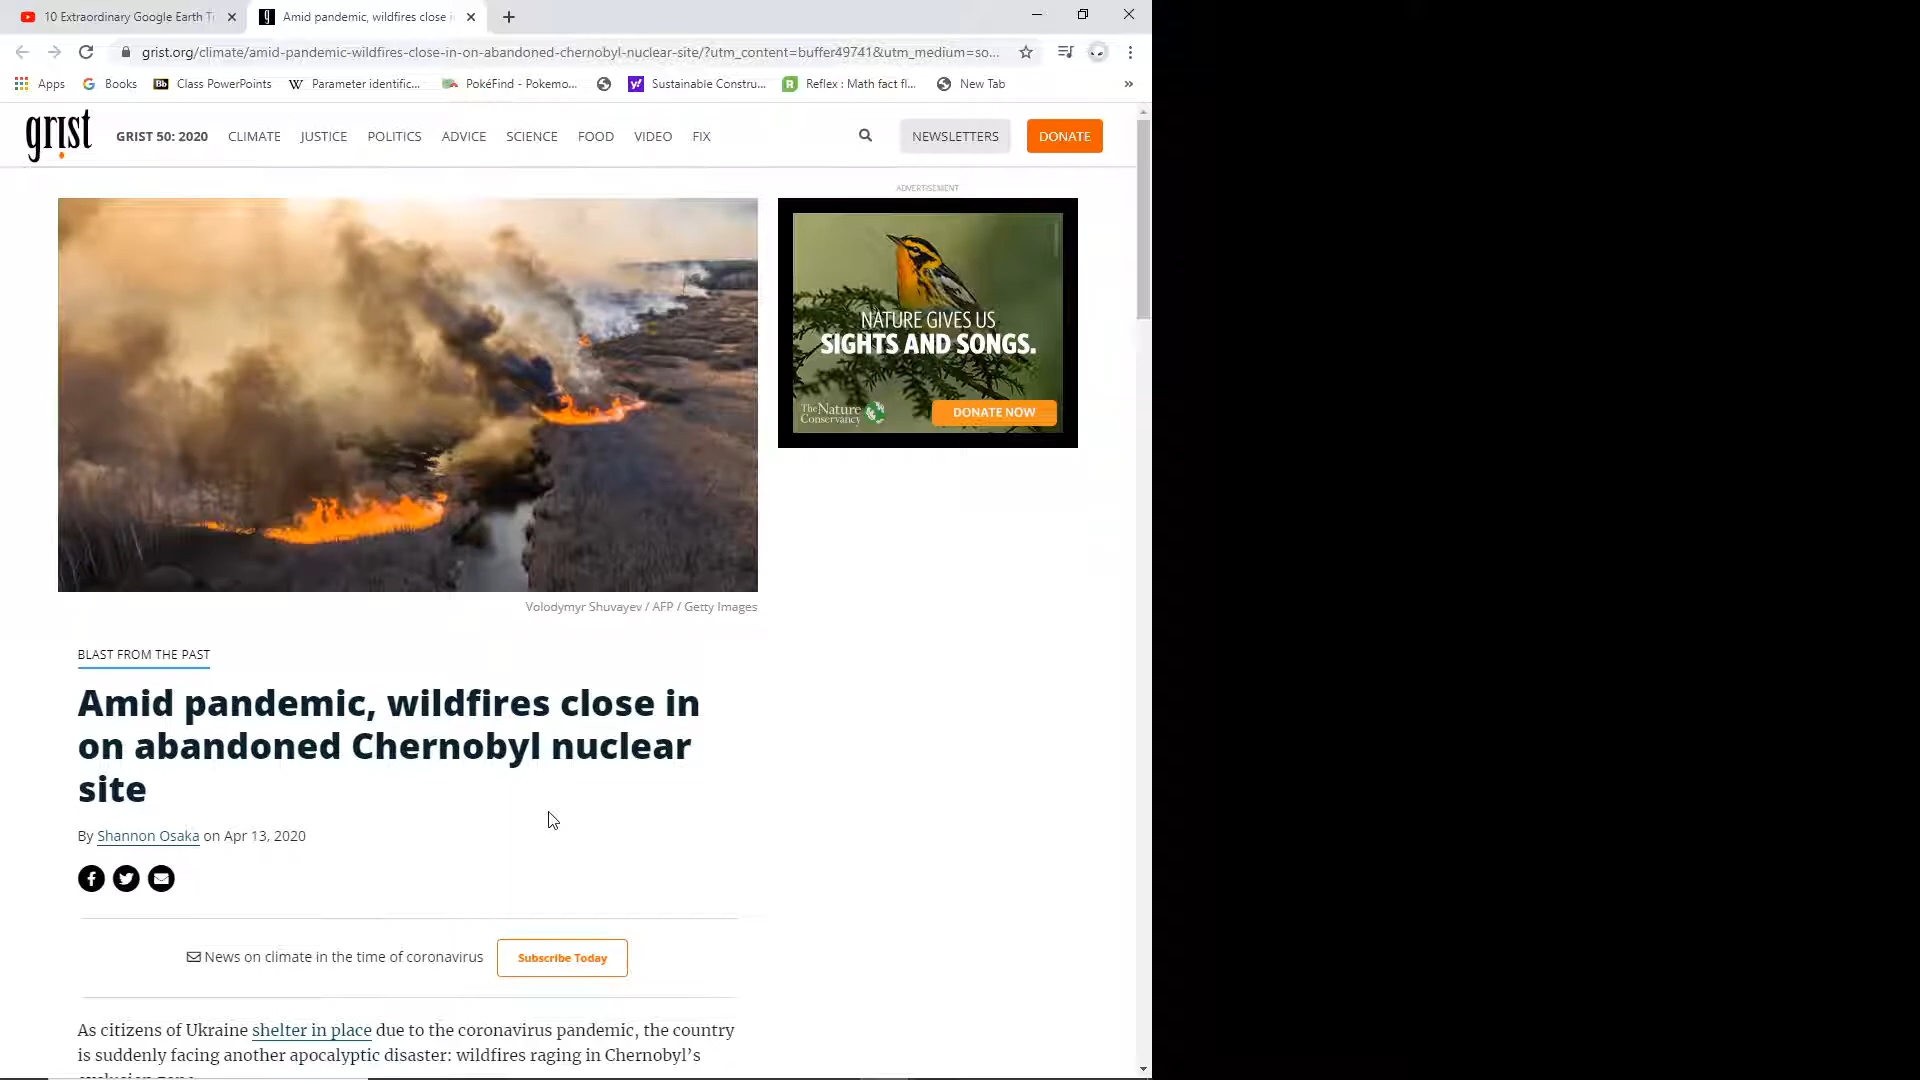 10 Extraordinary Google Earth T
Amid pandemic, wildfires close i
grist.org/climate/amid-pandemic-wildfires-close-in-on-abandoned-chernobyl-nuclear-site/?utm_content=buffer49741&utm_medium=so...
Apps Books Class PowerPoints Parameter identific... PokéFind - Pokemo... Sustainable Constru... Reflex : Math fact fl... New Tab »
grist GRIST 50: 2020 CLIMATE JUSTICE POLITICS ADVICE SCIENCE FOOD VIDEO FIX NEWSLETTERS DONATE
ADVERTISEMENT
NATURE GIVES US
SIGHTS AND SONGS.
The Nature
Conservancy
DONATE NOW
Volodymyr Shuvayev / AFP / Getty Images
BLAST FROM THE PAST
Amid pandemic, wildfires close in
on abandoned Chernobyl nuclear
site
By Shannon Osaka on Apr 13, 2020
News on climate in the time of coronavirus Subscribe Today
As citizens of Ukraine shelter in place due to the coronavirus pandemic, the country
is suddenly facing another apocalyptic disaster: wildfires raging in Chernobyl’s